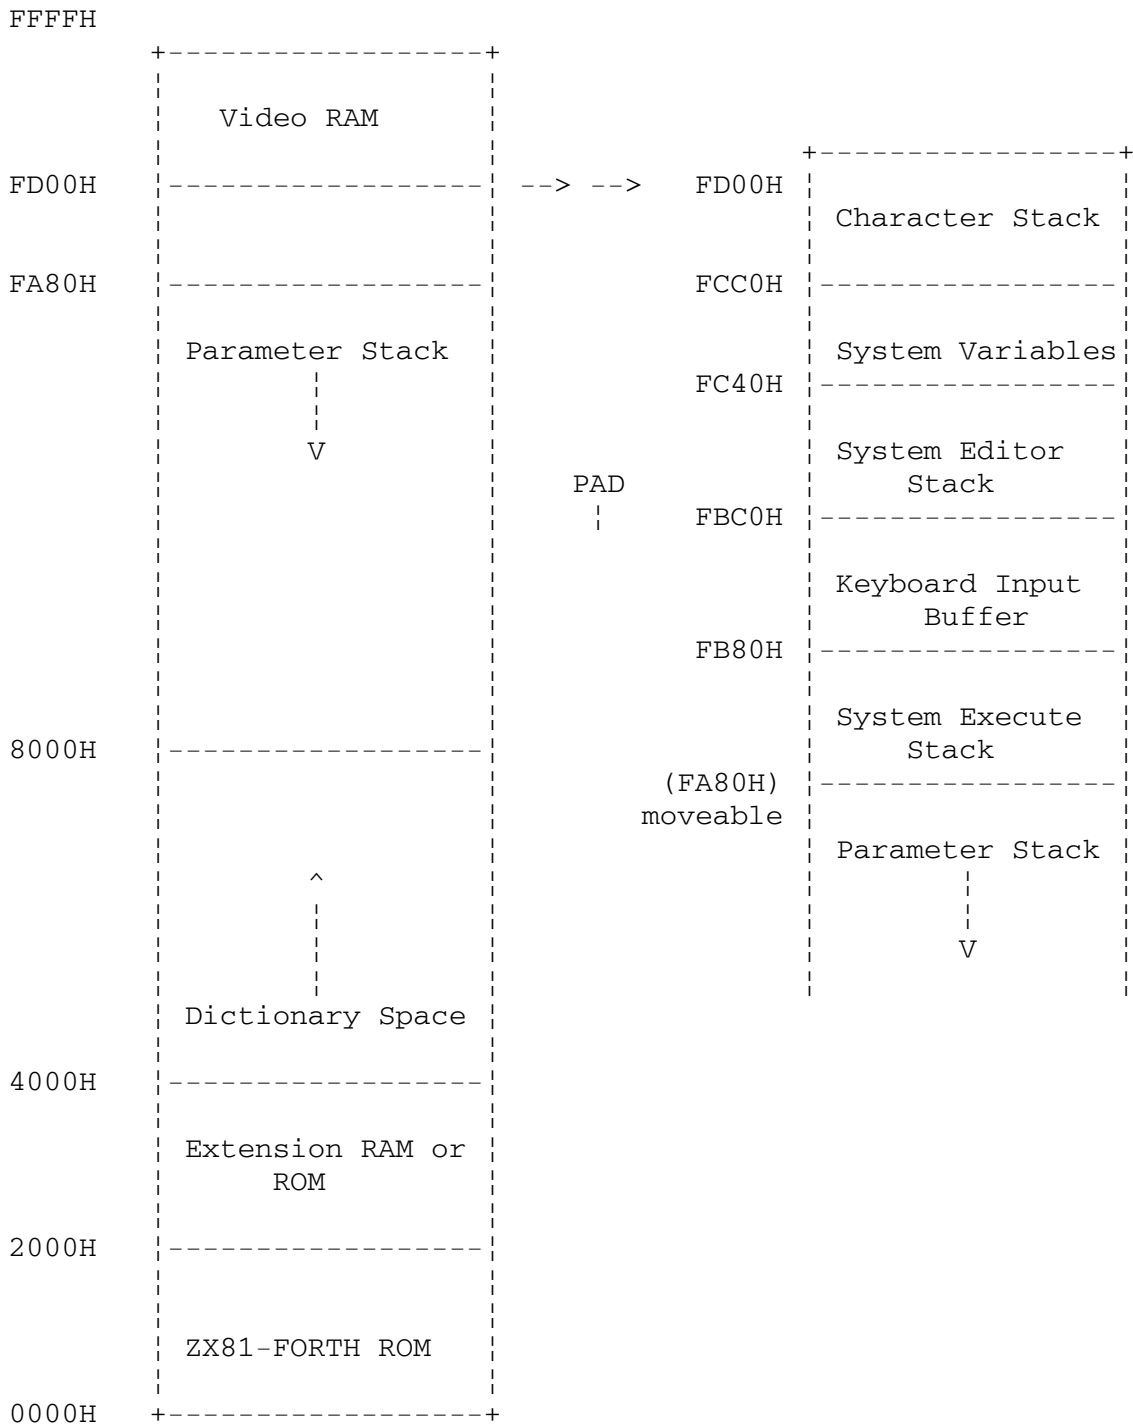 FFFFH
Video RAM
FD00H --> --> FD00H
Character Stack
FA80H FCC0H
Parameter Stack System Variables
FC40H
V System Editor
PAD Stack
FBC0H
Keyboard Input
Buffer
FB80H
System Execute
8000H Stack
(FA80H)
moveable
Parameter Stack
^
V
Dictionary Space
4000H
Extension RAM or
ROM
2000H
ZX81-FORTH ROM
0000H